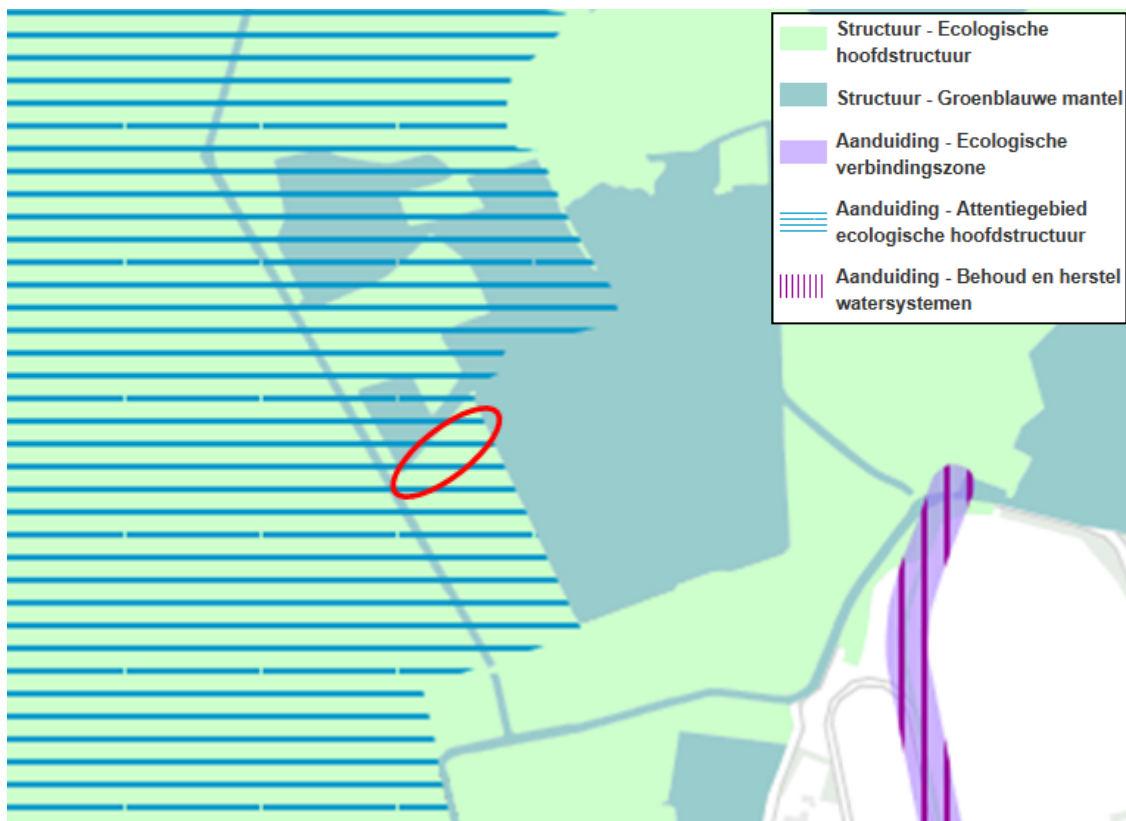 Structuur - Ecologische
hoofdstructuur
Structuur - Groenblauwe mantel
Aanduiding - Ecologische
verbindingszone
Aanduiding - Attentiegebied
ecologische hoofdstructuur
Aanduiding - Behoud en herstel
watersystemen